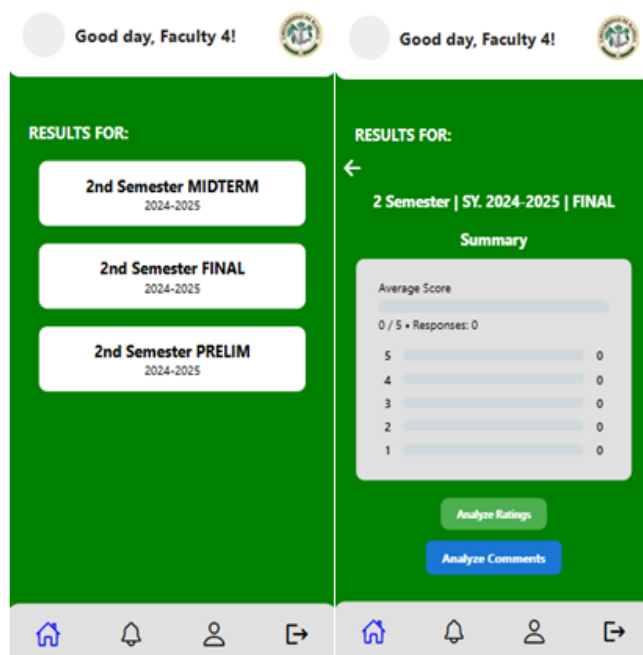 Good day, Faculty 4!
RESULTS FOR:
2nd Semester MIDTERM
2024-2025
2nd Semester FINAL
2024-2025
2nd Semester PRELIM
2024-2025
Good day, Faculty 4!
RESULTS FOR:
2 Semester | SY. 2024-2025 | FINAL
Summary
Average Score
0 / 5 • Responses: 0
5 0
4 0
3 0
2 0
1 0
Analyze Ratings
Analyze Comments